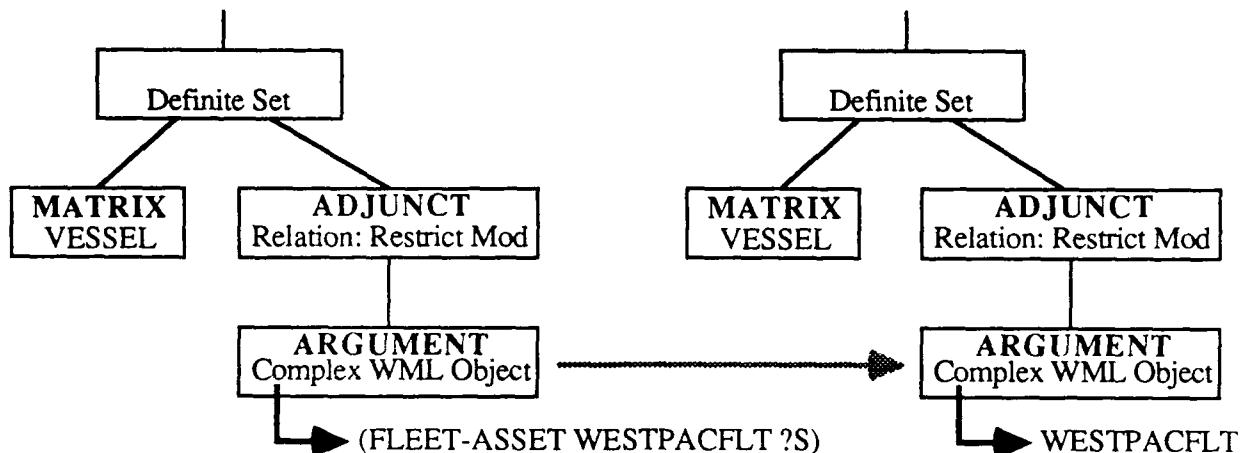 Definite Set
MATRIX
VESSEL
ADJUNCT
Relation: Restrict Mod
ARGUMENT
Complex WML Object
(FLEET-ASSET WESTPACFLT ?S)
Definite Set
MATRIX
VESSEL
ADJUNCT
Relation: Restrict Mod
ARGUMENT
Complex WML Object
WESTPACFLT